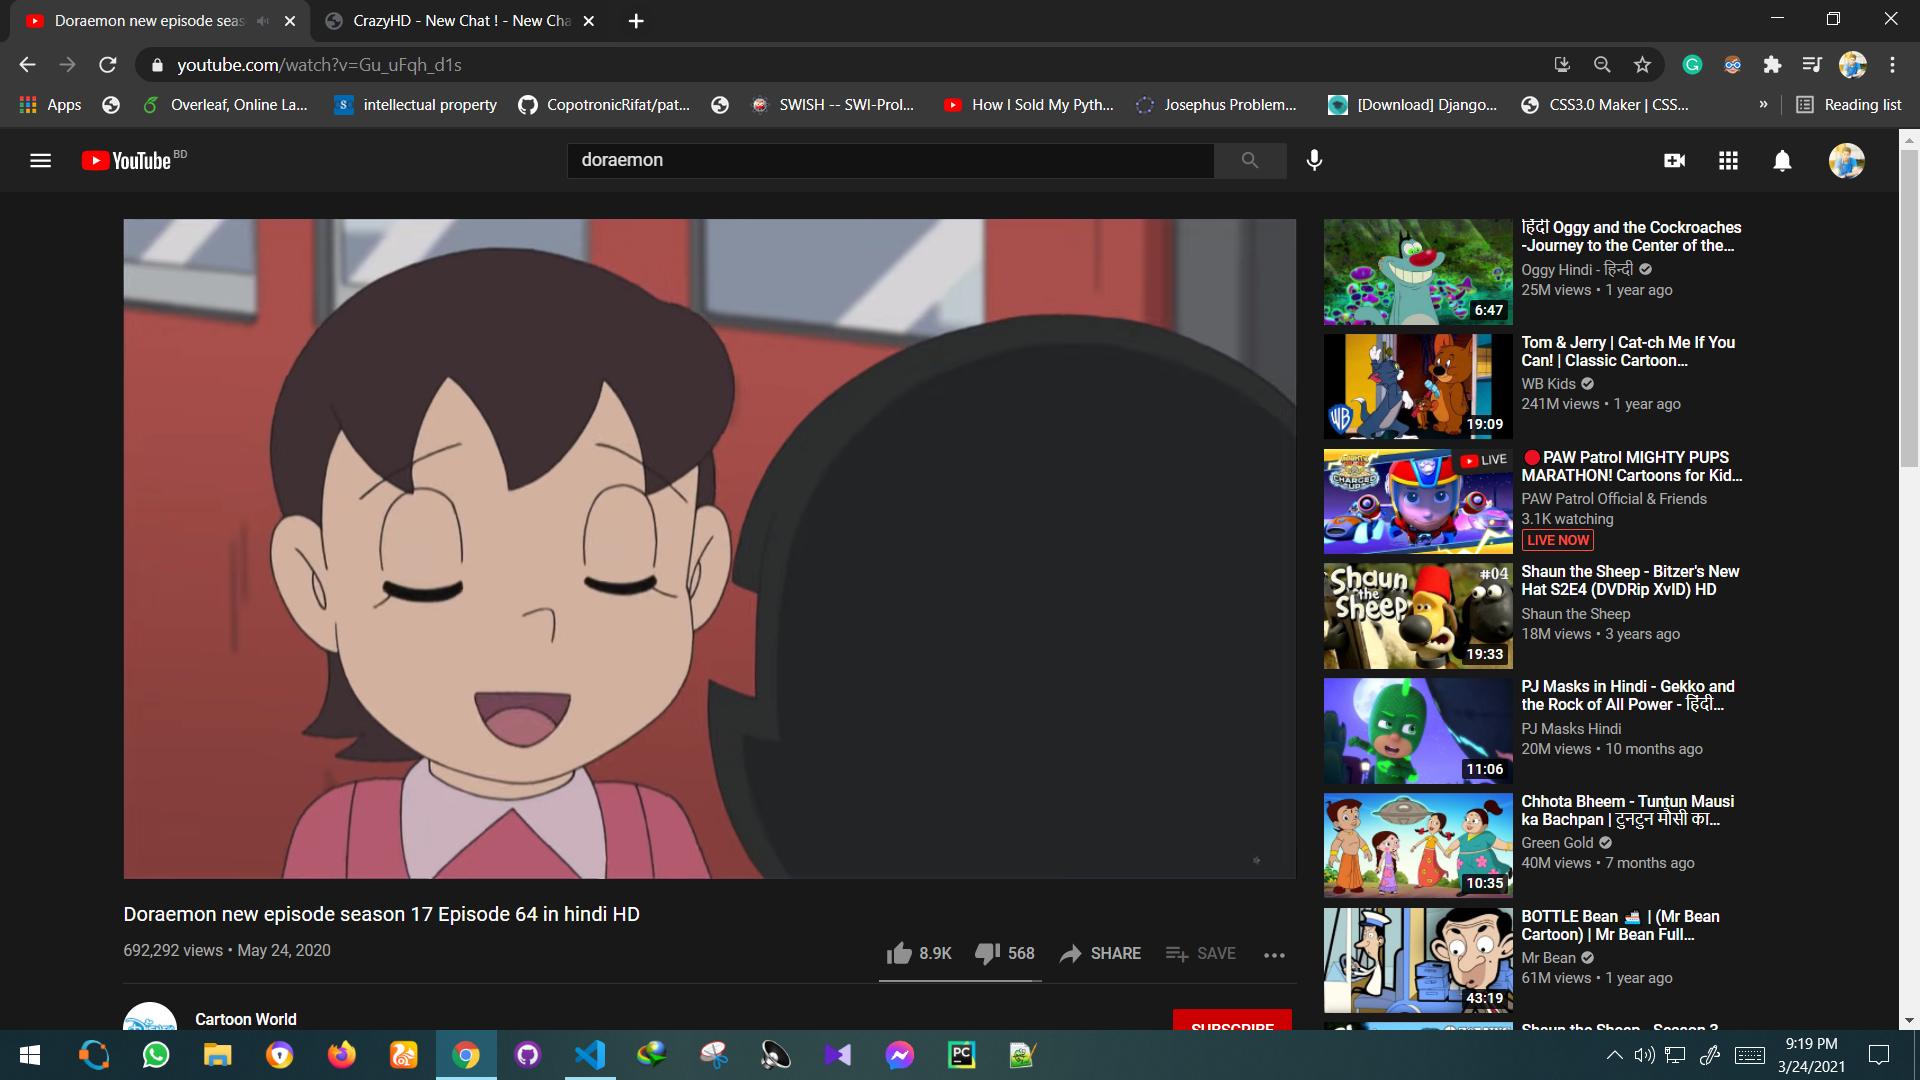 Doraemon new episode seas
CrazyHD - New Chat ! - New Cha
youtube.com/watch?v=Gu_uFqh_d1s
Apps
Overleaf, Online La...
intellectual property
CopotronicRifat/pat...
SWISH -- SWI-Prol...
How I Sold My Pyth...
Josephus Problem...
[Download] Django...
CSS3.0 Maker | CSS...
»
Reading list
YouTube BD
doraemon
हिंदी Oggy and the Cockroaches
-Journey to the Center of the...
Oggy Hindi - हिन्दी
25M views • 1 year ago
6:47
Tom & Jerry | Cat-ch Me If You
Can! | Classic Cartoon...
WB Kids
241M views • 1 year ago
WB
19:09
PAW Patrol MIGHTY PUPS
MARATHON! Cartoons for Kid...
PAW Patrol Official & Friends
3.1K watching
LIVE NOW
LIVE
CHARGED UP
Shaun the Sheep - Bitzer's New
Hat S2E4 (DVDRip XviD) HD
Shaun the Sheep
18M views • 3 years ago
Shaun
the
Sheep
#04
19:33
PJ Masks in Hindi - Gekko and
the Rock of All Power - हिंदी...
PJ Masks Hindi
20M views • 10 months ago
11:06
Chhota Bheem - Tuntun Mausi
ka Bachpan | टुनटुन मौसी का...
Green Gold
40M views • 7 months ago
10:35
BOTTLE Bean | (Mr Bean
Cartoon) | Mr Bean Full...
Mr Bean
61M views • 1 year ago
43:19
Shaun the Sheep - Season 3
Doraemon new episode season 17 Episode 64 in hindi HD
692,292 views • May 24, 2020
8.9K
568
SHARE
SAVE
Cartoon World
SUBSCRIBE
PC
9:19 PM
3/24/2021